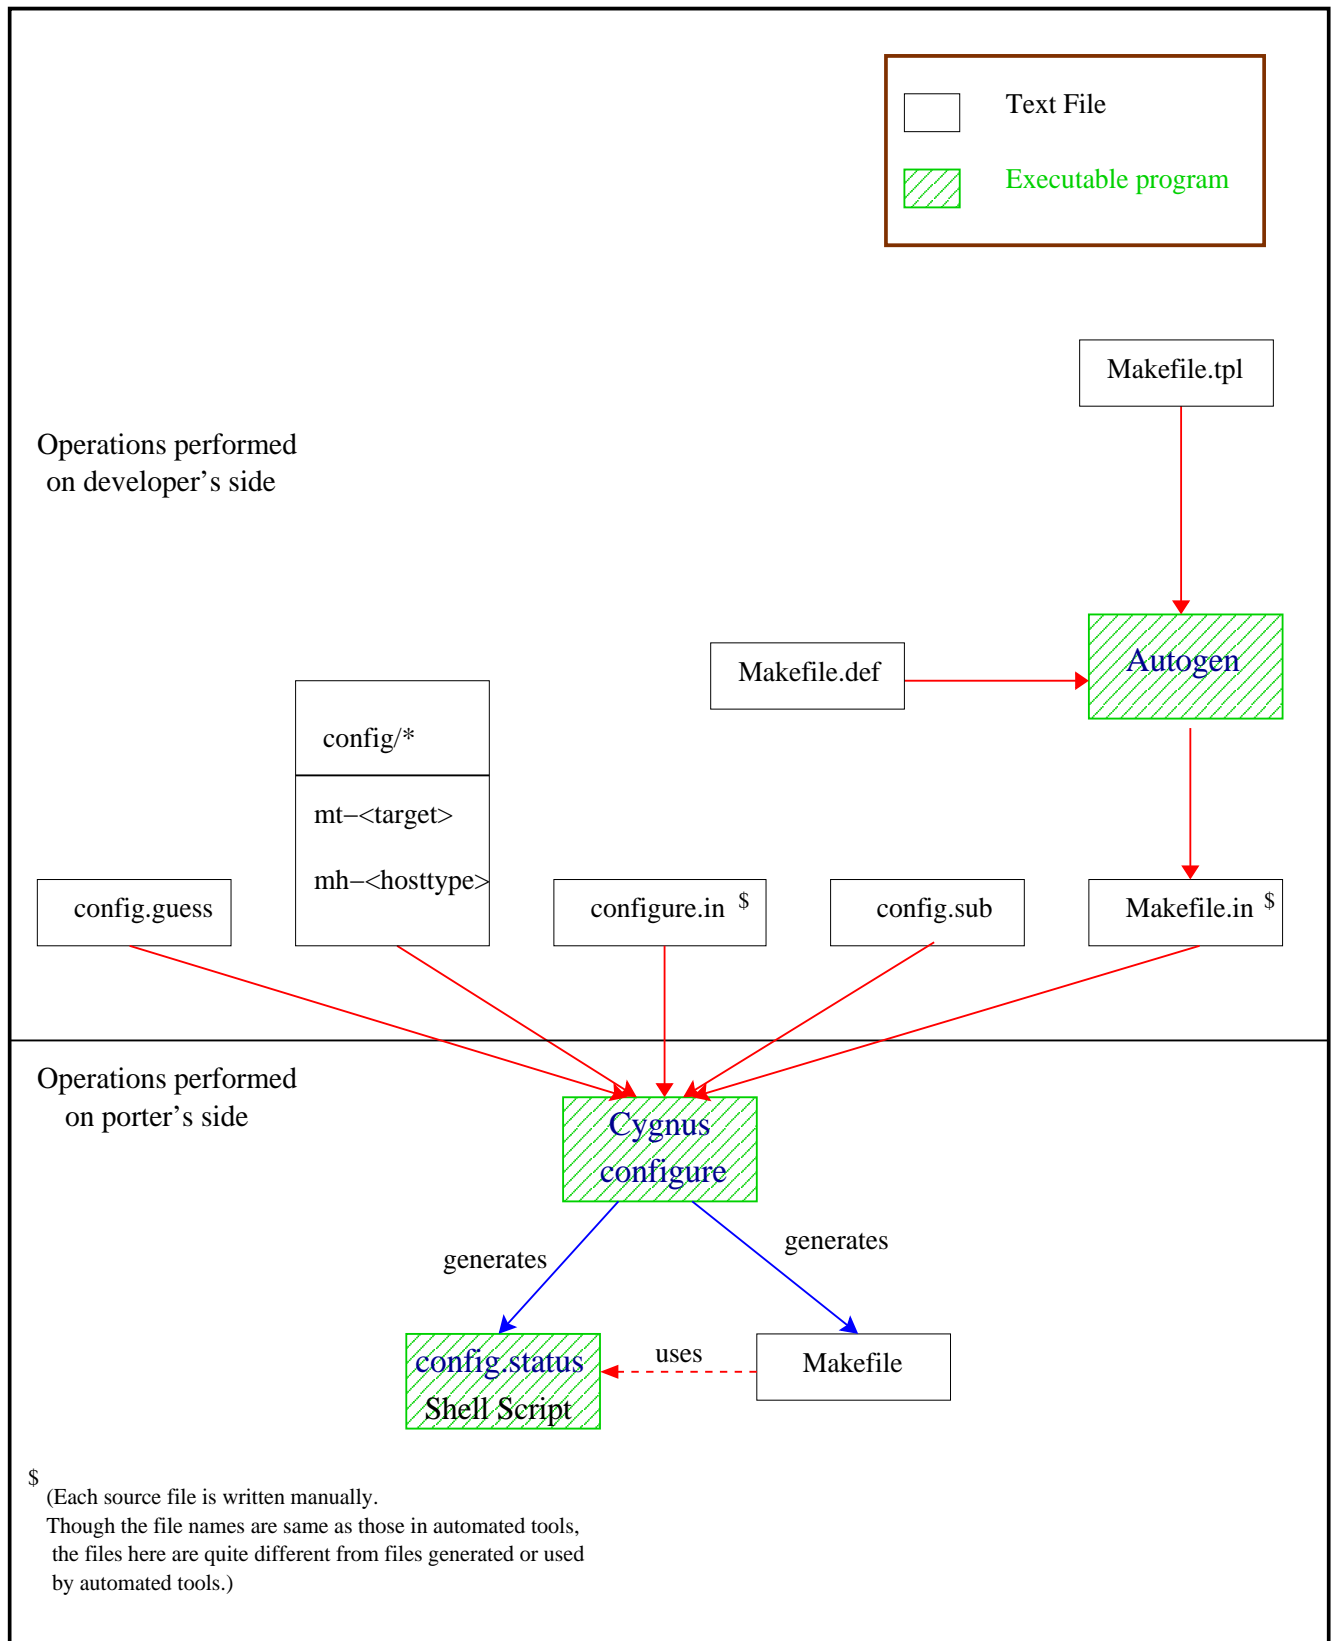 Text File
Executable program
Makefile.tpl
Operations performed
on developer’s side
Autogen
Makefile.def
config/*
mt−<target>
mh−<hosttype>
config.guess
configure.in $
config.sub
Makefile.in $
Operations performed
on porter’s side
Cygnus
configure
generates
generates
config.status
Shell Script
uses
Makefile
$
(Each source file is written manually.
Though the file names are same as those in automated tools,
the files here are quite different from files generated or used
by automated tools.)